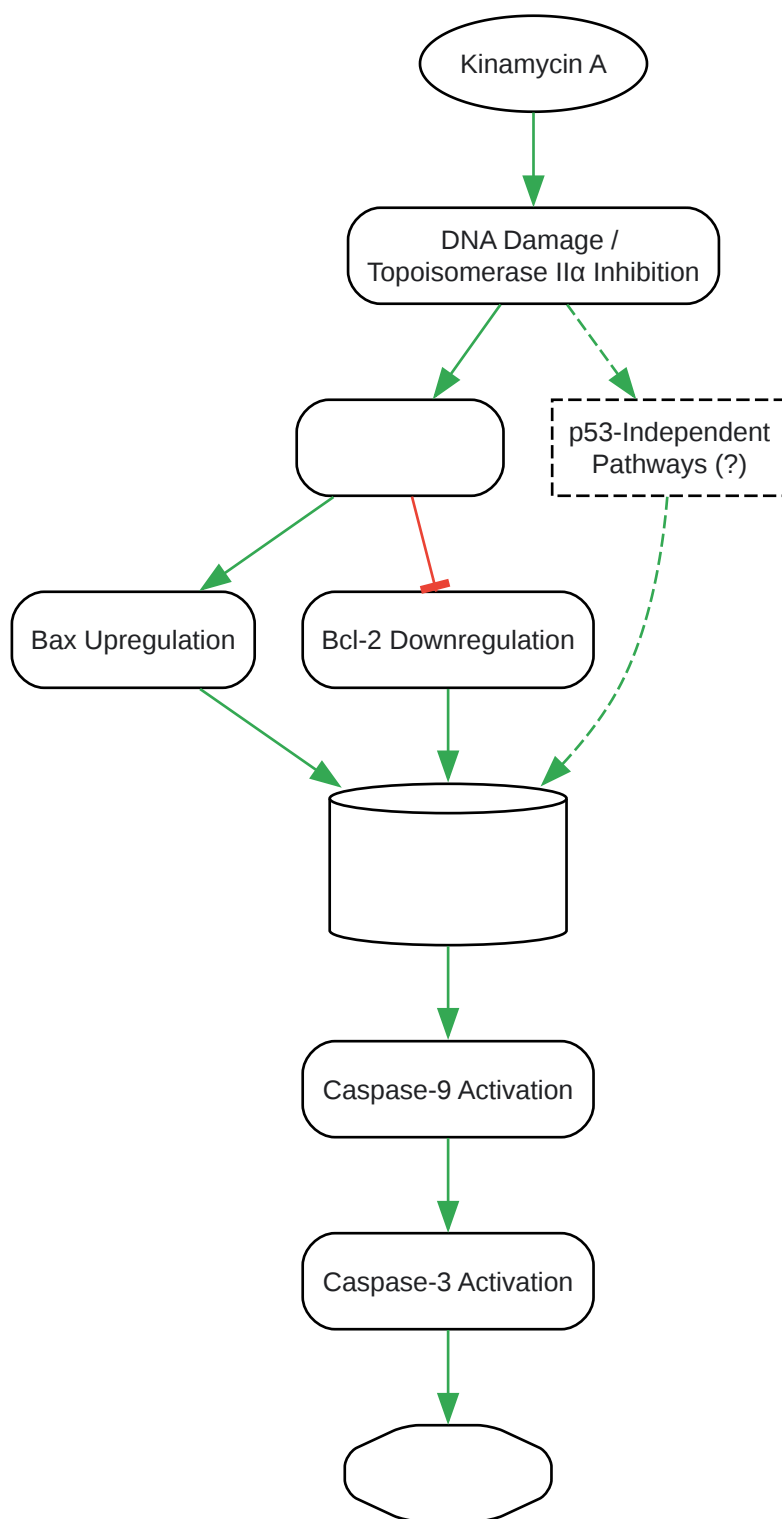 Kinamycin A
DNA Damage /
Topoisomerase IIα Inhibition
p53-Independent
Pathways (?)
Bax Upregulation
Bcl-2 Downregulation
Caspase-9 Activation
Caspase-3 Activation